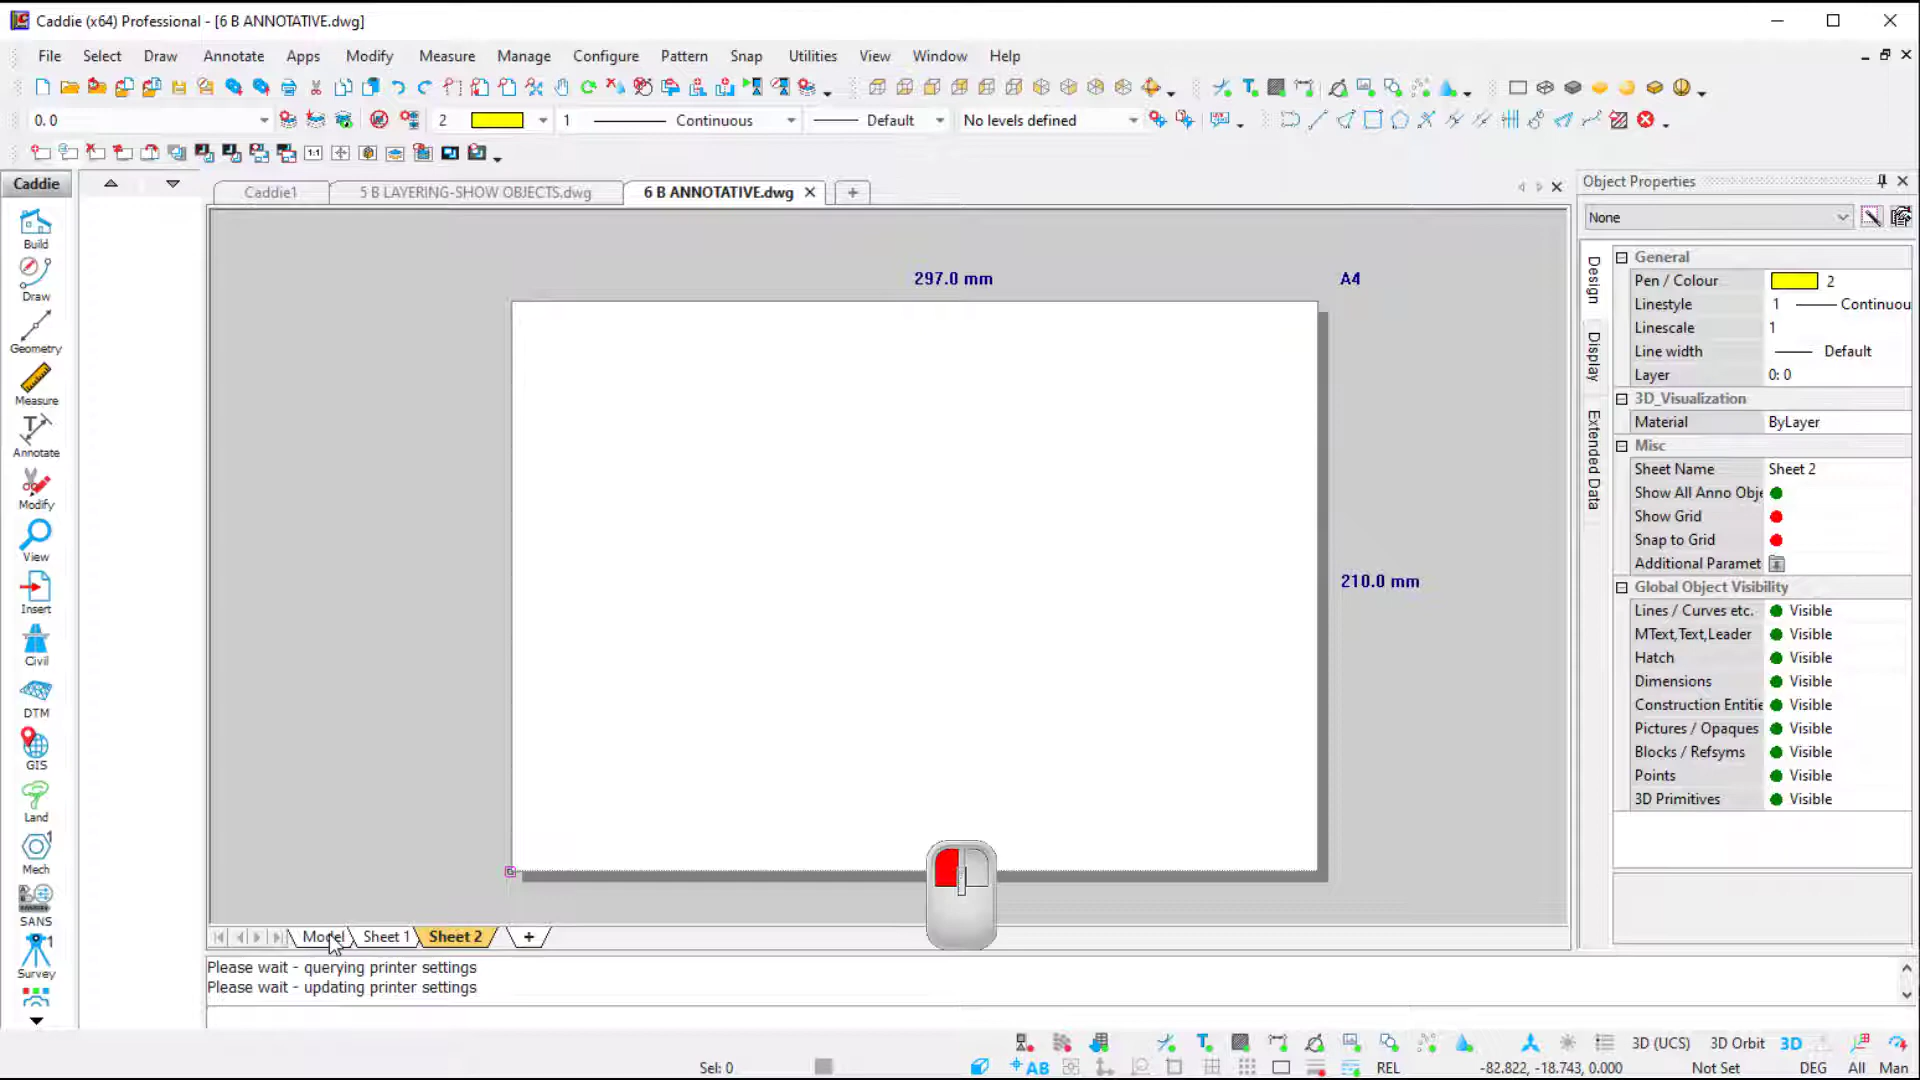 Caddie (x64) Professional - [6 B ANNOTATIVE.dwg]
File Select Draw Annotate Apps Modify Measure Manage Configure Pattern Snap Utilities View Window Help
0. 0 2 1 Continuous Default No levels defined
1:1
Caddie
Caddie1 5 B LAYERING-SHOW OBJECTS.dwg 6 B ANNOTATIVE.dwg
Build
Draw
Geometry
Measure
Annotate
Modify
View
Insert
Civil
DTM
GIS
Land
Mech
SANS
Survey
297.0 mm A4
210.0 mm
Model Sheet 1 Sheet 2 +
Please wait - querying printer settings
Please wait - updating printer settings
Object Properties
None
Design
Display
Extended Data
General
Pen / Colour 2
Linestyle 1 Continuou
Linescale 1
Line width Default
Layer 0: 0
3D_Visualization
Material ByLayer
Misc
Sheet Name Sheet 2
Show All Anno Obje
Show Grid
Snap to Grid
Additional Paramet
Global Object Visibility
Lines / Curves etc. Visible
MText,Text,Leader Visible
Hatch Visible
Dimensions Visible
Construction Entitie Visible
Pictures / Opaques Visible
Blocks / Refsyms Visible
Points Visible
3D Primitives Visible
3D (UCS) 3D Orbit 3D
Sel: 0 AB REL -82.822, -18.743, 0.000 Not Set DEG All Man